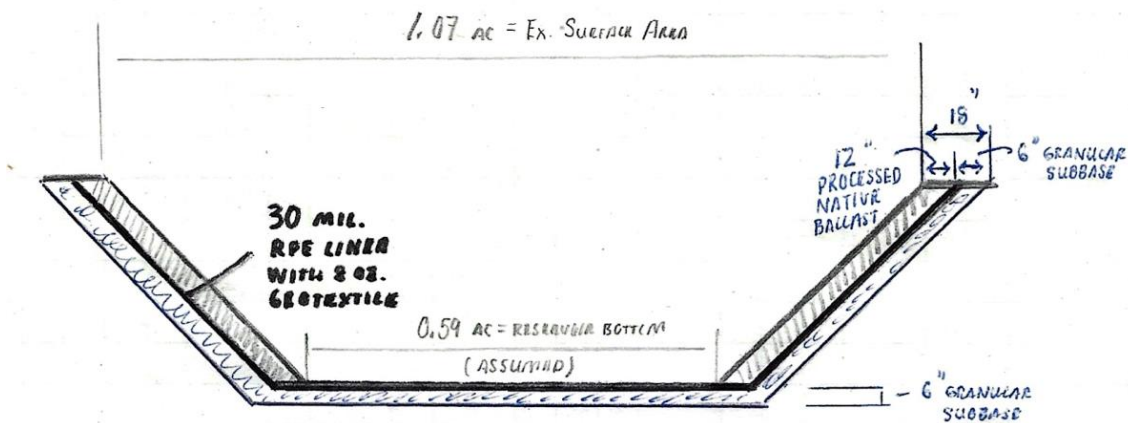 1.07 AC = EX. SURFACE AREA
18"
12"
PROCESSED
NATIVE
BALLAST
6" GRANULAR
SUBBASE
30 MIL.
RPE LINER
WITH 8 OZ.
GEOTEXTILE
0.59 AC = RESERVOIR BOTTOM
(ASSUMED)
6" GRANULAR
SUBBASE